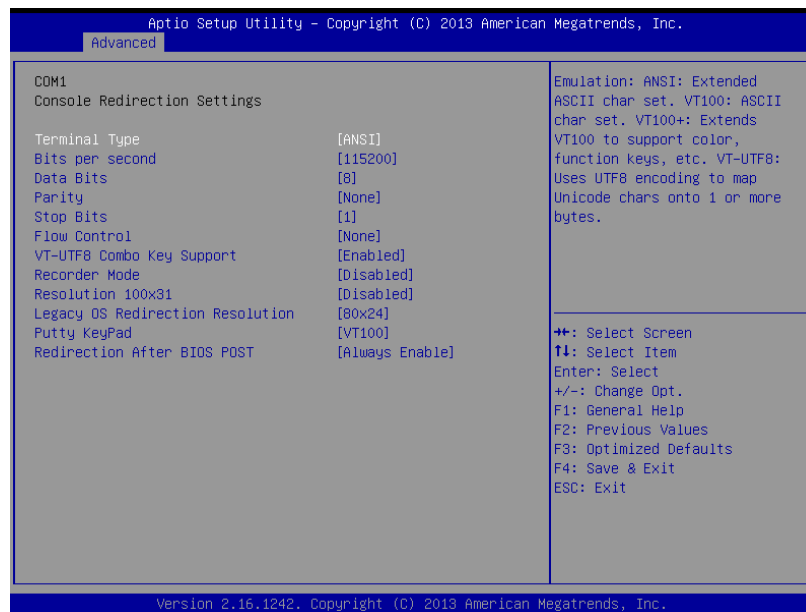 Aptio Setup Utility – Copyright (C) 2013 American Megatrends, Inc.
Advanced
COM1
Console Redirection Settings
Terminal Type [ANSI]
Bits per second [115200]
Data Bits [8]
Parity [None]
Stop Bits [1]
Flow Control [None]
VT-UTF8 Combo Key Support [Enabled]
Recorder Mode [Disabled]
Resolution 100x31 [Disabled]
Legacy OS Redirection Resolution [80x24]
Putty KeyPad [VT100]
Redirection After BIOS POST [Always Enable]
Emulation: ANSI: Extended
ASCII char set. VT100: ASCII
char set. VT100+: Extends
VT100 to support color,
function keys, etc. VT-UTF8:
Uses UTF8 encoding to map
Unicode chars onto 1 or more
bytes.
→←: Select Screen
↑↓: Select Item
Enter: Select
+/-: Change Opt.
F1: General Help
F2: Previous Values
F3: Optimized Defaults
F4: Save & Exit
ESC: Exit
Version 2.16.1242. Copyright (C) 2013 American Megatrends, Inc.